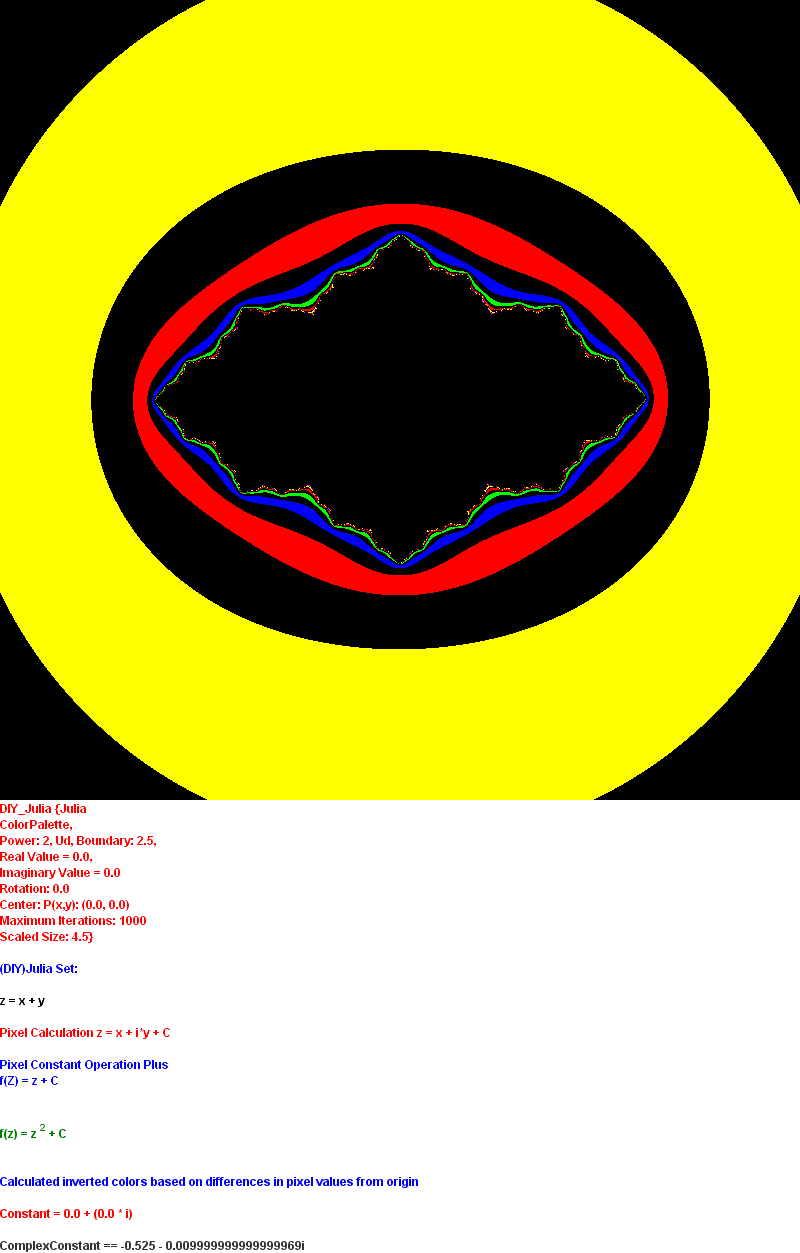 DIY_Julia {Julia
ColorPalette,
Power: 2, Ud, Boundary: 2.5,
Real Value = 0.0,
Imaginary Value = 0.0
Rotation: 0.0
Center: P(x,y): (0.0, 0.0)
Maximum Iterations: 1000
Scaled Size: 4.5}
(DIY)Julia Set:
z = x + y
Pixel Calculation z = x + i*y + C
Pixel Constant Operation Plus
f(Z) = z + C
f(z) = z ² + C
Calculated inverted colors based on differences in pixel values from origin
Constant = 0.0 + (0.0 * i)
ComplexConstant == -0.525 - 0.009999999999999969i